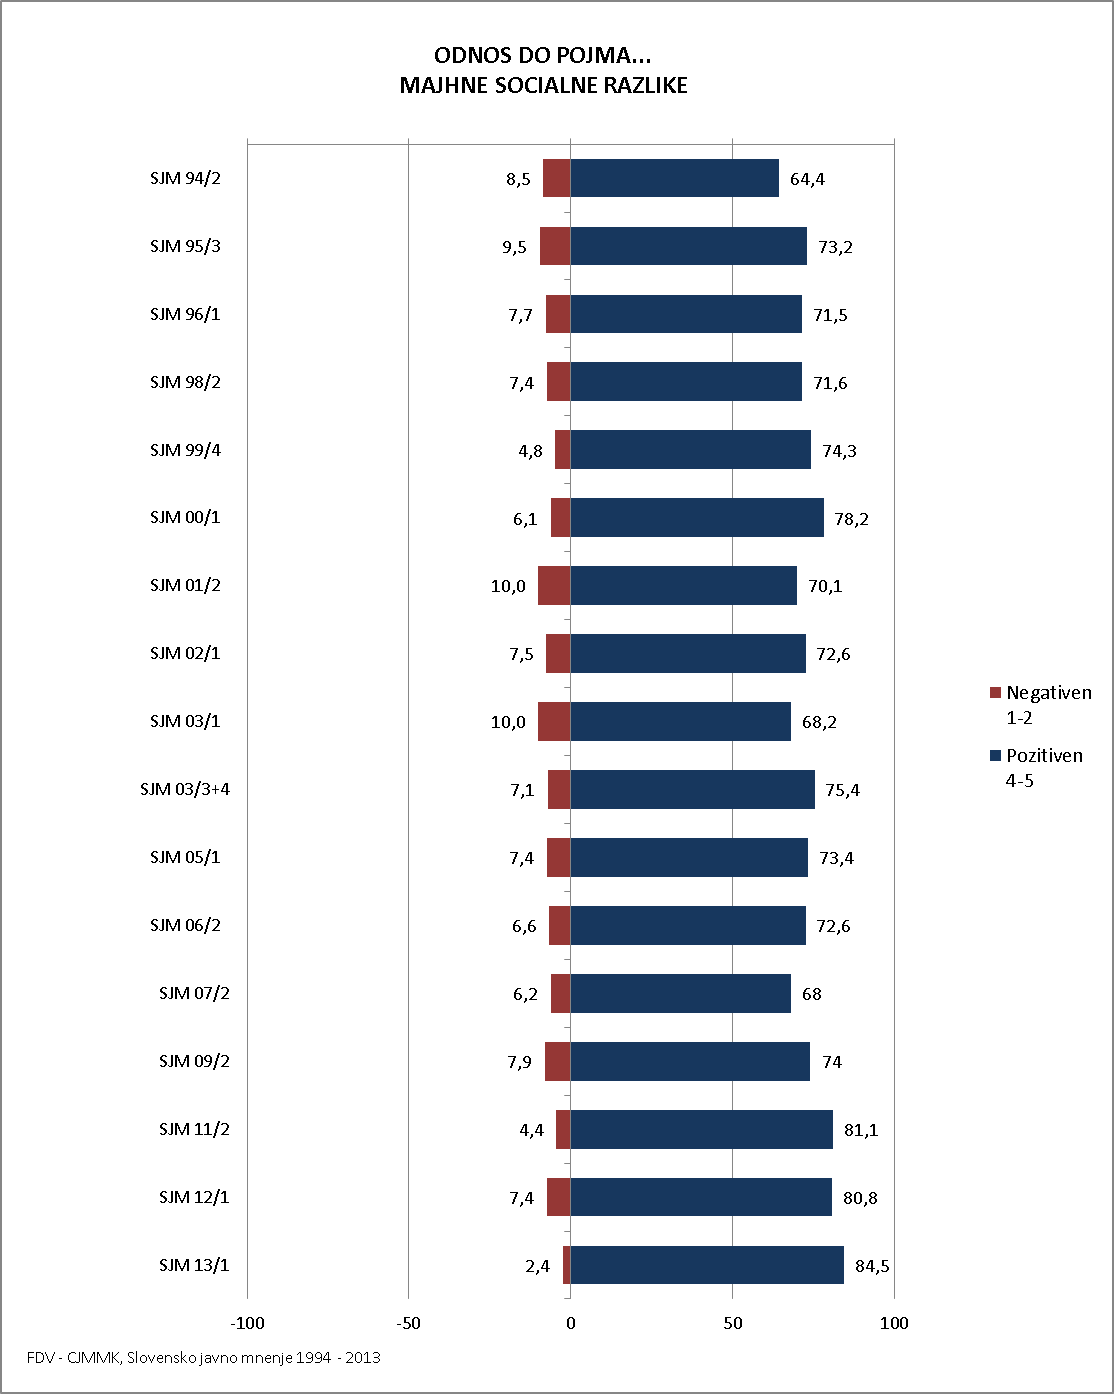 ODNOS DO POJMA...
MAJHNE SOCIALNE RAZLIKE
SJM 94/2 8,5 64,4
SJM 95/3 9,5 73,2
SJM 96/1 7,7 71,5
SJM 98/2 7,4 71,6
SJM 99/4 4,8 74,3
SJM 00/1 6,1 78,2
SJM 01/2 10,0 70,1
SJM 02/1 7,5 72,6
SJM 03/1 10,0 68,2
SJM 03/3+4 7,1 75,4
SJM 05/1 7,4 73,4
SJM 06/2 6,6 72,6
SJM 07/2 6,2 68
SJM 09/2 7,9 74
SJM 11/2 4,4 81,1
SJM 12/1 7,4 80,8
SJM 13/1 2,4 84,5
-100 -50 0 50 100
Negativen
1-2
Pozitiven
4-5
FDV - CJMMK, Slovensko javno mnenje 1994 - 2013